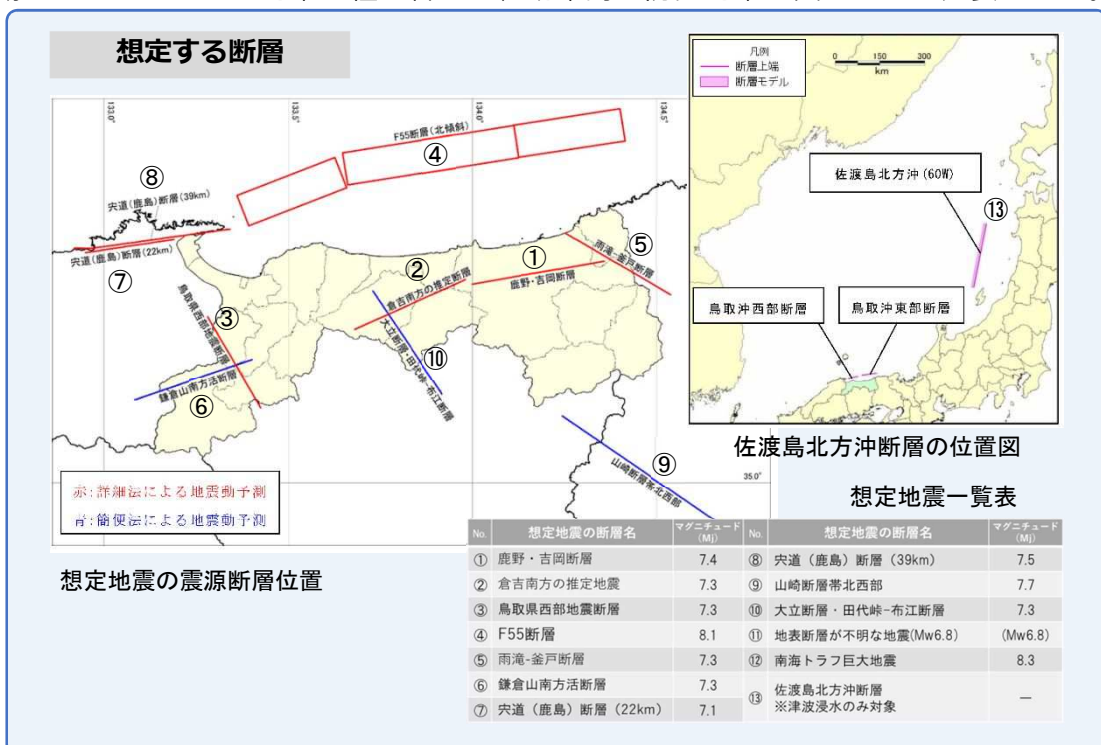 想定する断層
133.0°
133.5°
134.0°
134.5°
F55断層(北傾斜)
④
⑧
宍道(鹿島)断層(39km)
宍道(鹿島)断層(22km)
⑦
鳥取県西部地震断層
③
②
倉吉南方の推定断層
①
鹿野・吉岡断層
⑤
雨滝-釜戸断層
大立断層・田代峠-布江断層
⑩
鎌倉山南方活断層
⑥
⑨
山崎断層帯北西部
35.0°
赤:詳細法による地震動予測
青:簡便法による地震動予測
想定地震の震源断層位置
凡例
断層上端
断層モデル
0 150 300
km
佐渡島北方沖(60W)
⑬
鳥取沖西部断層
鳥取沖東部断層
佐渡島北方沖断層の位置図
想定地震一覧表
No. 想定地震の断層名 マグニチュード(Mj) No. 想定地震の断層名 マグニチュード(Mj)
① 鹿野・吉岡断層 7.4 ⑧ 宍道（鹿島）断層（39km） 7.5
② 倉吉南方の推定地震 7.3 ⑨ 山崎断層帯北西部 7.7
③ 鳥取県西部地震断層 7.3 ⑩ 大立断層・田代峠-布江断層 7.3
④ F55断層 8.1 ⑪ 地表断層が不明な地震(Mw6.8) (Mw6.8)
⑤ 雨滝-釜戸断層 7.3 ⑫ 南海トラフ巨大地震 8.3
⑥ 鎌倉山南方活断層 7.3 ⑬ 佐渡島北方沖断層 －
※津波浸水のみ対象
⑦ 宍道（鹿島）断層（22km） 7.1